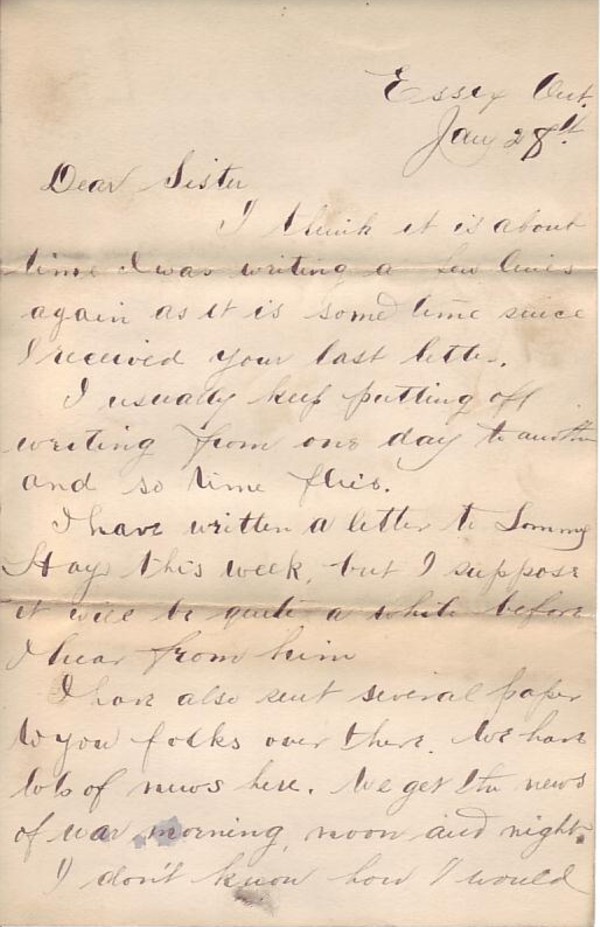 Essex Ont.
Jan 28th
Dear Sister
I think it is about
time I was writing a few lines
again as it is some time since
I received your last letter.
I usually keep putting off
writing from one day to another
and so time flies.
I have written a letter to Tommy
Hay this week, but I suppose
it will be quite a while before
I hear from him
I have also sent several paper
to you folks over there. We have
lots of news here. We get the news
of war morning, noon and night.
I don't know how I would